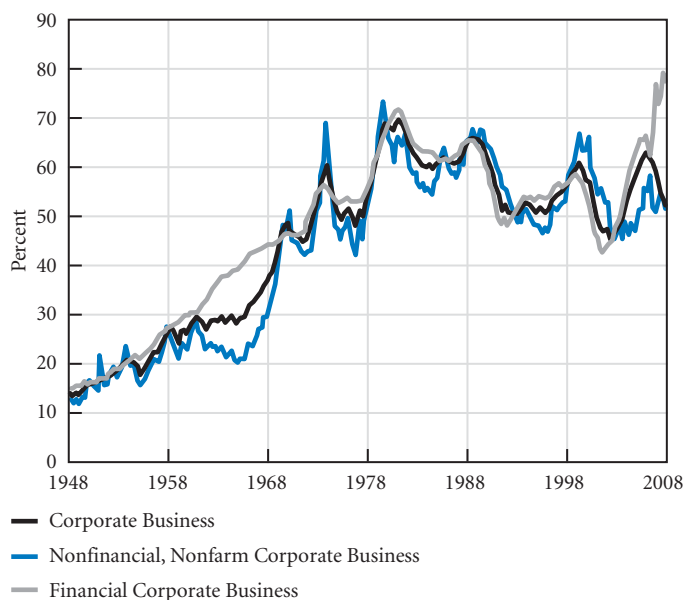 90
80
70
60
50
40
30
20
10
0
Percent
1948 1958 1968 1978 1988 1998 2008
Corporate Business
Nonfinancial, Nonfarm Corporate Business
Financial Corporate Business